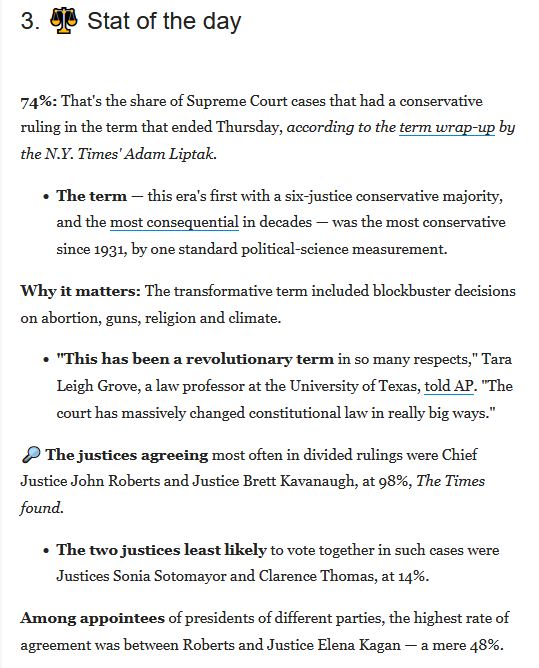 3. ⚖️ Stat of the day
74%: That's the share of Supreme Court cases that had a conservative
ruling in the term that ended Thursday, according to the term wrap-up by
the N.Y. Times' Adam Liptak.
• The term — this era's first with a six-justice conservative majority,
and the most consequential in decades — was the most conservative
since 1931, by one standard political-science measurement.
Why it matters: The transformative term included blockbuster decisions
on abortion, guns, religion and climate.
• "This has been a revolutionary term in so many respects," Tara
Leigh Grove, a law professor at the University of Texas, told AP. "The
court has massively changed constitutional law in really big ways."
🔎 The justices agreeing most often in divided rulings were Chief
Justice John Roberts and Justice Brett Kavanaugh, at 98%, The Times
found.
• The two justices least likely to vote together in such cases were
Justices Sonia Sotomayor and Clarence Thomas, at 14%.
Among appointees of presidents of different parties, the highest rate of
agreement was between Roberts and Justice Elena Kagan — a mere 48%.